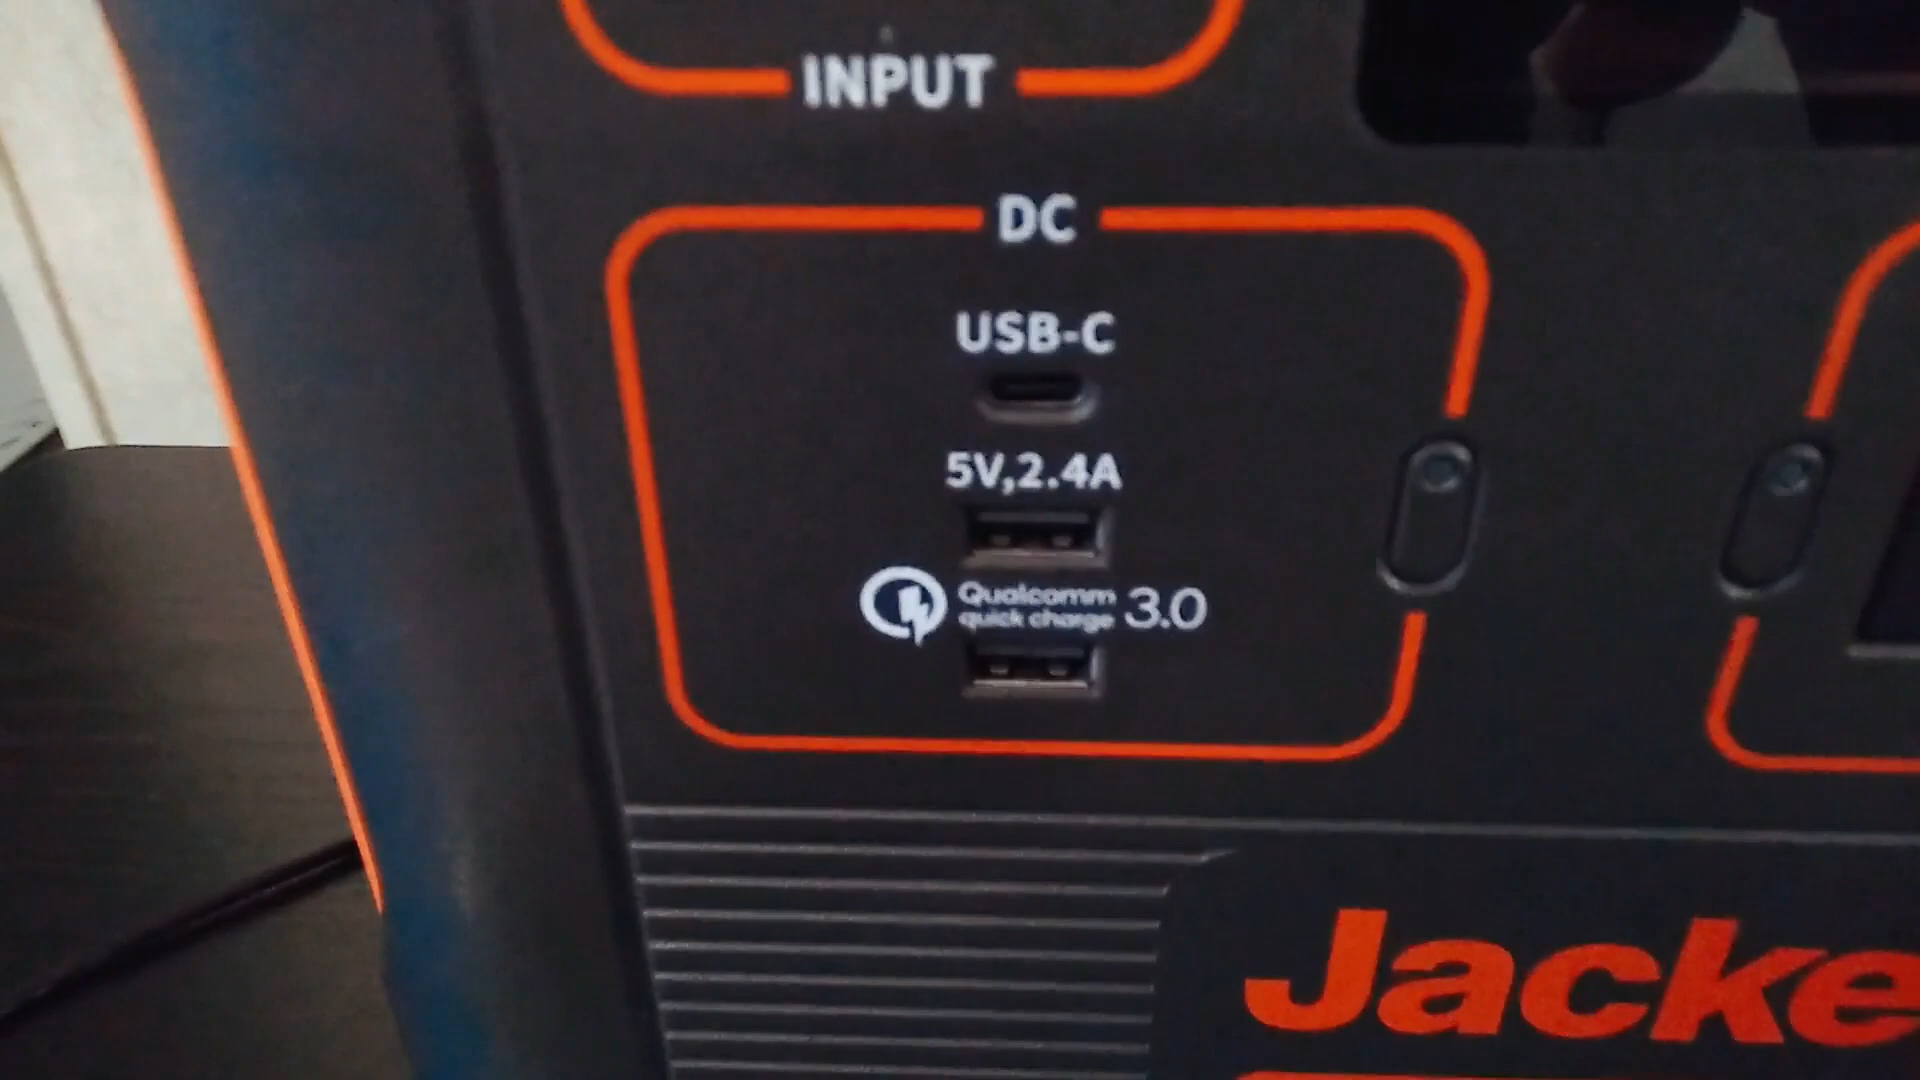 INPUT
DC
USB-C
5V,2.4A
Qualcomm
quick charge 3.0
Jacke